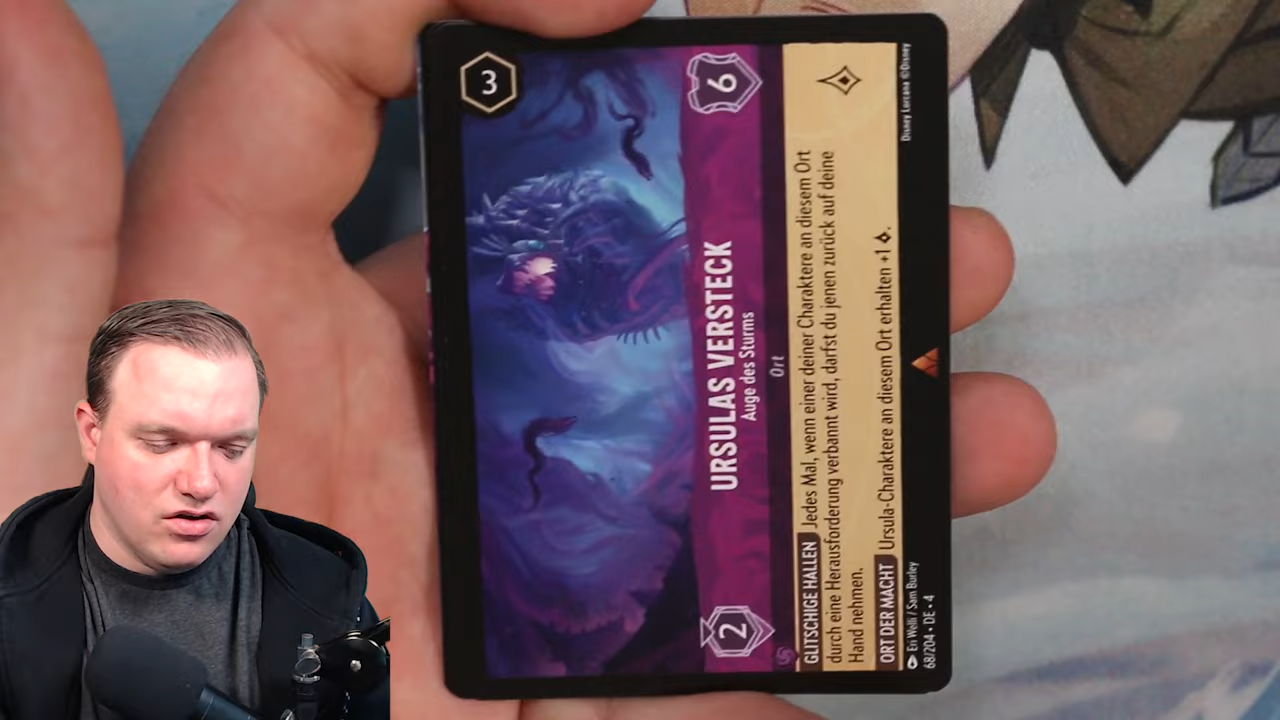 3
URSULAS VERSTECK
Auge des Sturms
2
6
Ort
GLITSCHIGE HALLEN Jedes Mal, wenn einer deiner Charaktere an diesem Ort
durch eine Herausforderung verbannt wird, darfst du jenen zurück auf deine
Hand nehmen.
ORT DER MACHT Ursula-Charaktere an diesem Ort erhalten +1
Eri Welli / Sam Burley
68/204 • DE • 4
Disney Lorcana ©Disney